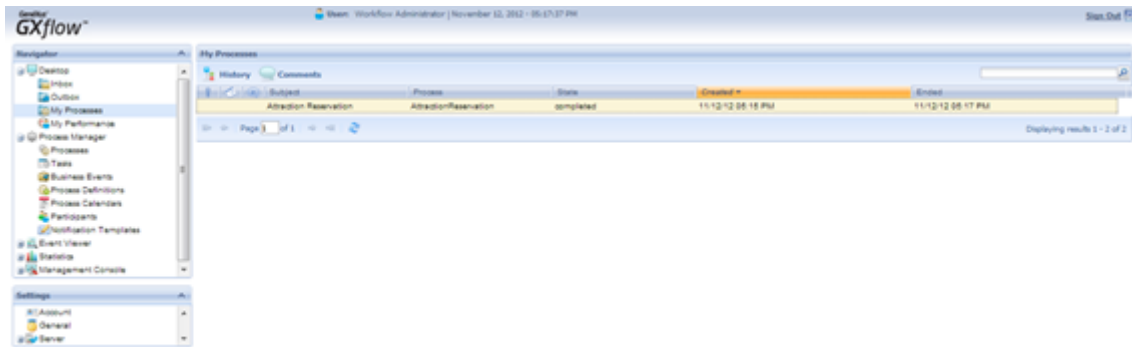 GeneXus
GXflow
User: Workflow Administrator | November 12, 2012 - 05:17:37 PM
Sign Out
Navigator
Desktop
Inbox
Outbox
My Processes
My Performance
Process Manager
Processes
Tasks
Business Events
Process Definitions
Process Calendars
Participants
Notification Templates
Event Viewer
Statistics
Management Console
Settings
Account
General
Server
My Processes
History Comments
Subject Process State Created Ended
Attraction Reservation AttractionReservation completed 11/12/12 05:15 PM 11/12/12 05:17 PM
Page 1 of 1
Displaying results 1 - 2 of 2